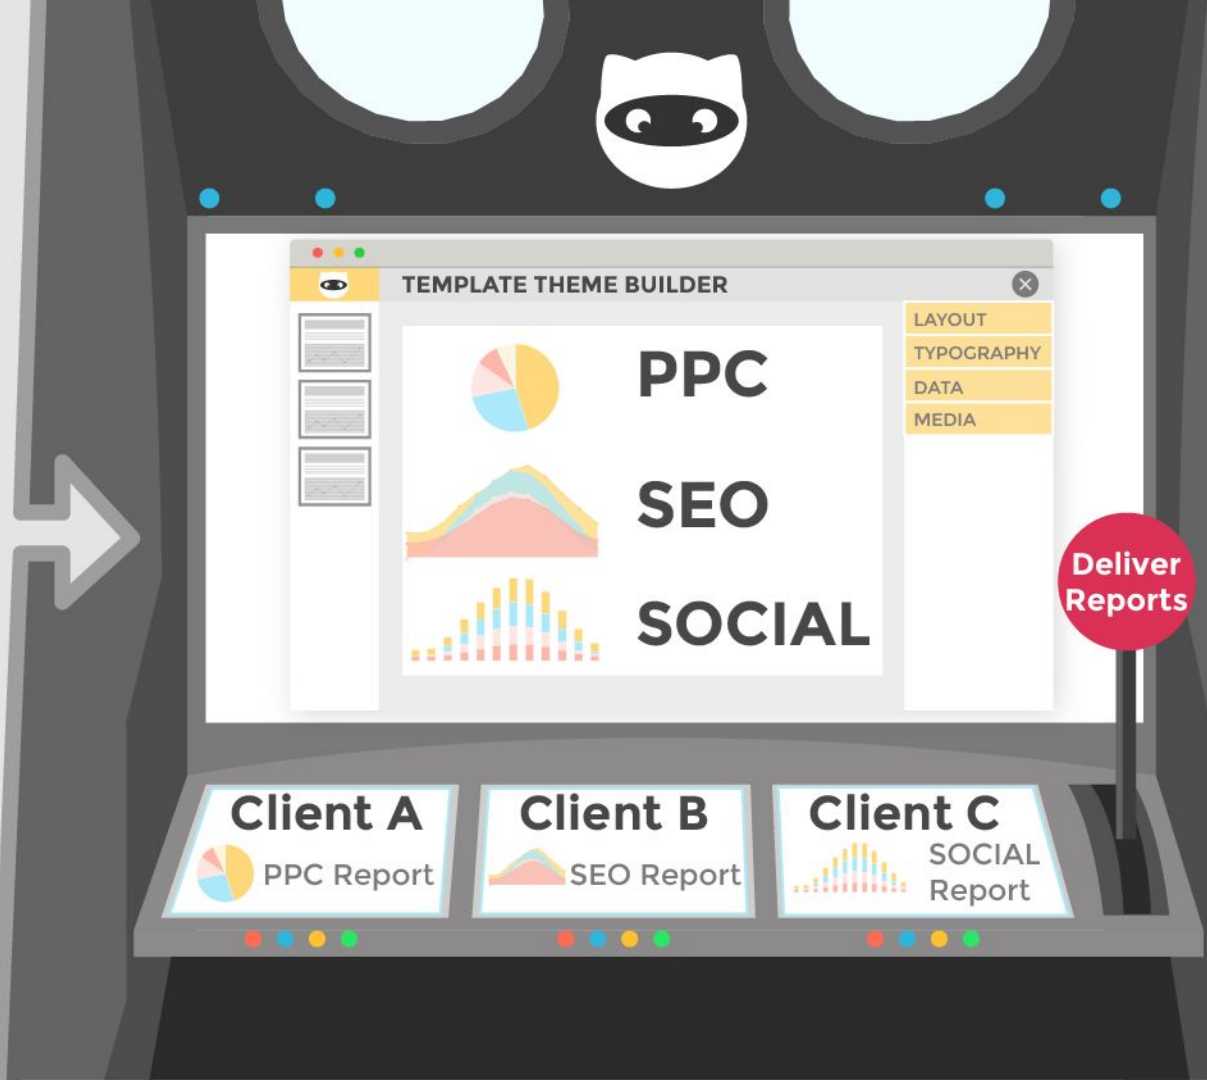 TEMPLATE THEME BUILDER
LAYOUT
TYPOGRAPHY
DATA
MEDIA
PPC
SEO
SOCIAL
Deliver
Reports
Client A
PPC Report
Client B
SEO Report
Client C
SOCIAL
Report